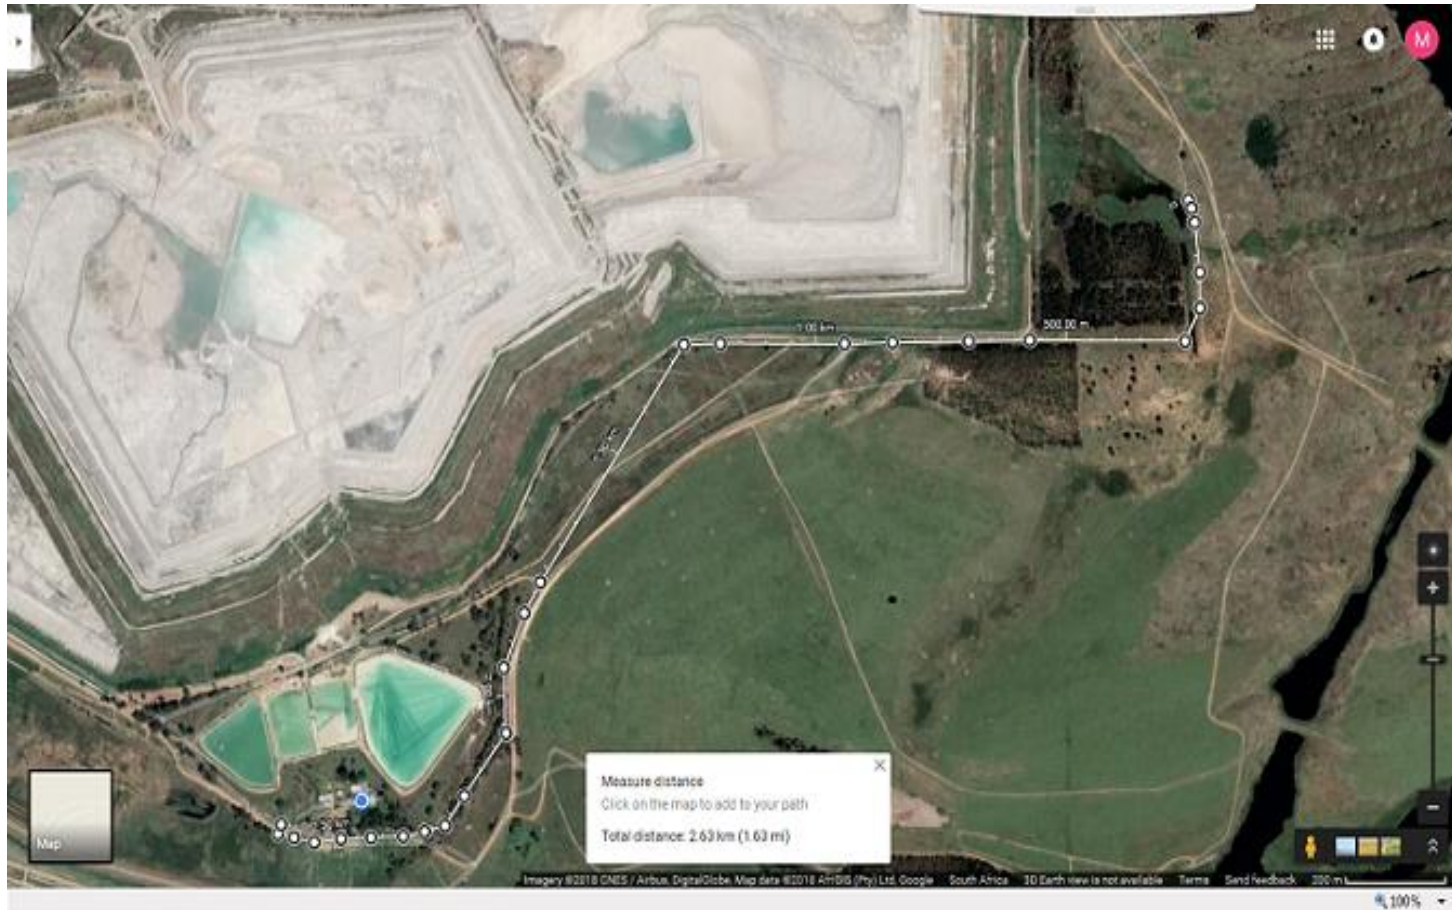 M
1.00 km
500.00 m
Measure distance
Click on the map to add to your path
Total distance: 2.63 km (1.63 mi)
Map
Imagery ©2018 CNES / Airbus, DigitalGlobe, Map data ©2018 AfriGIS (Pty) Ltd, Google South Africa 3D Earth view is not available Terms Send feedback 200 m
100%